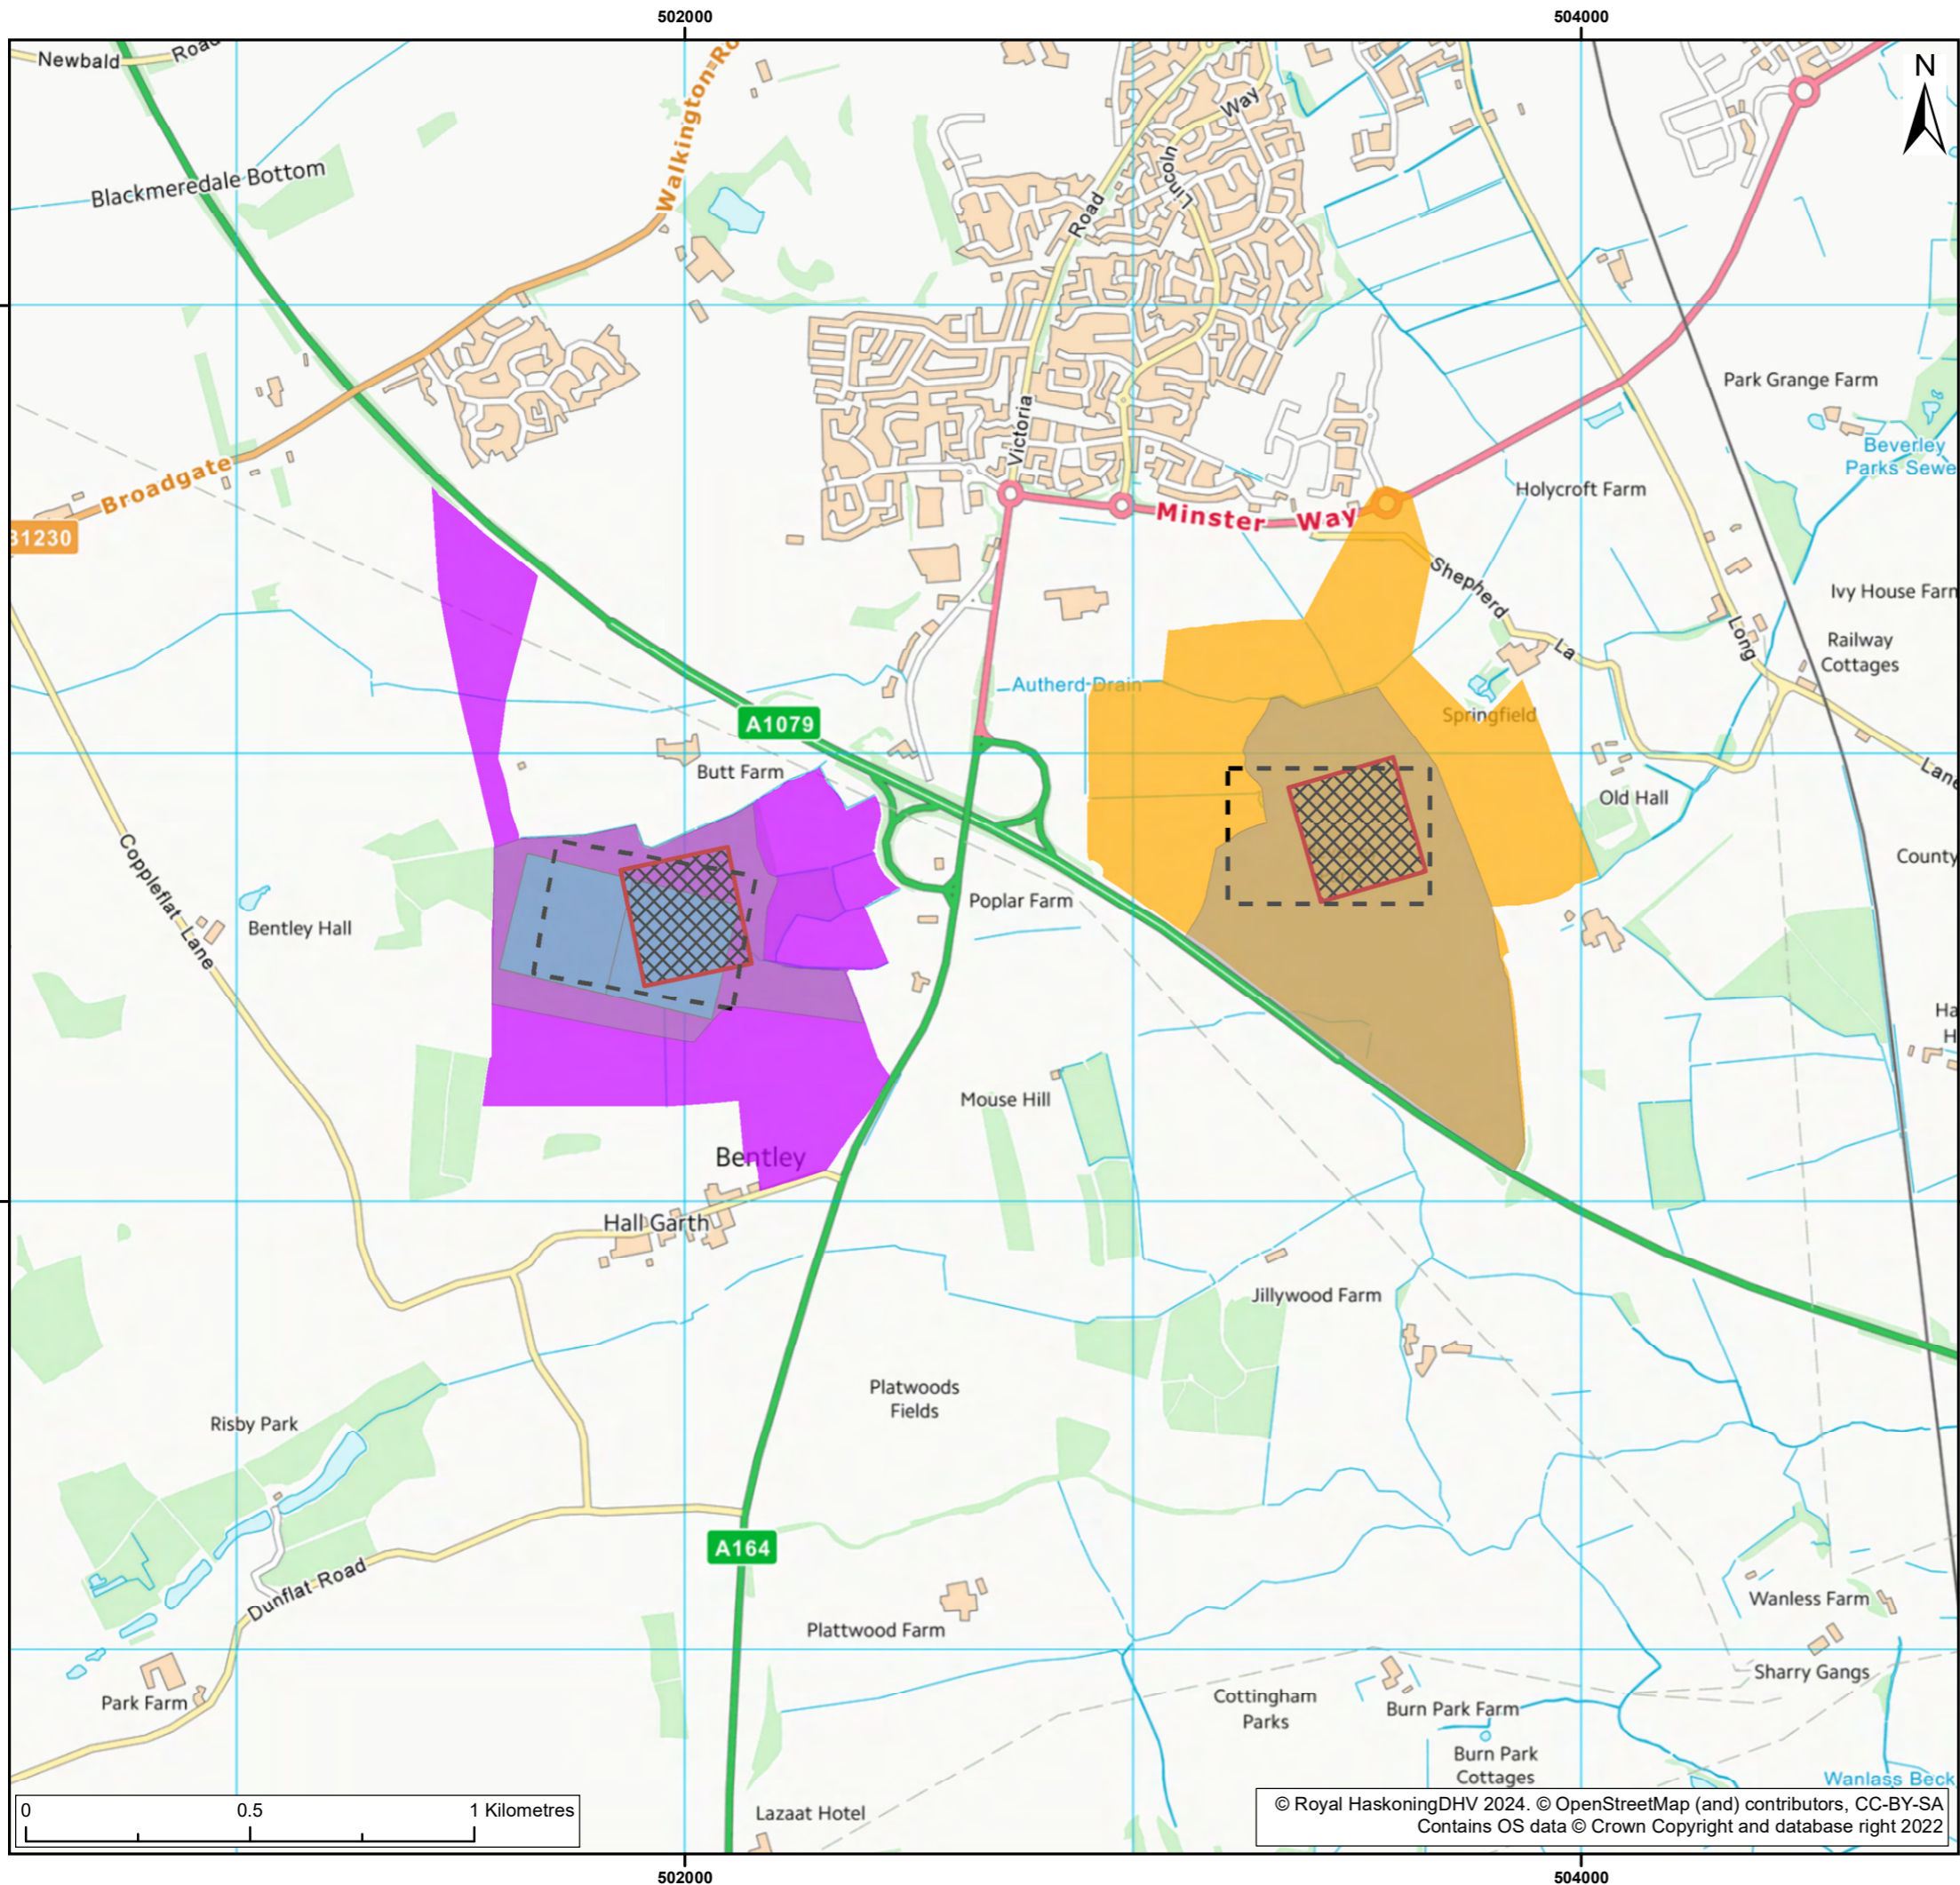 502000
504000
N
Newbald
Road
Walkington-Ro
Way
Lincoln
Road
Blackmeredale Bottom
Park Grange Farm
Victoria
Beverley
Parks Sewe
Broadgate
Holycroft Farm
Minster Way
B1230
Shepherd
La
Ivy House Farm
Long
Railway
Cottages
Autherd-Drain
Springfield
A1079
Butt Farm
Lane
Old Hall
Coppleflat Lane
County
Poplar Farm
Bentley Hall
Ha
H
Mouse Hill
Bentley
Hall Garth
Jillywood Farm
Platwoods
Fields
Risby Park
A164
Dunflat Road
Wanless Farm
Plattwood Farm
Sharry Gangs
Park Farm
Cottingham
Parks
Burn Park Farm
Burn Park
Cottages
Wanlass Beck
Lazaat Hotel
0 0.5 1 Kilometres
© Royal HaskoningDHV 2024. © OpenStreetMap (and) contributors, CC-BY-SA
Contains OS data © Crown Copyright and database right 2022
502000
504000